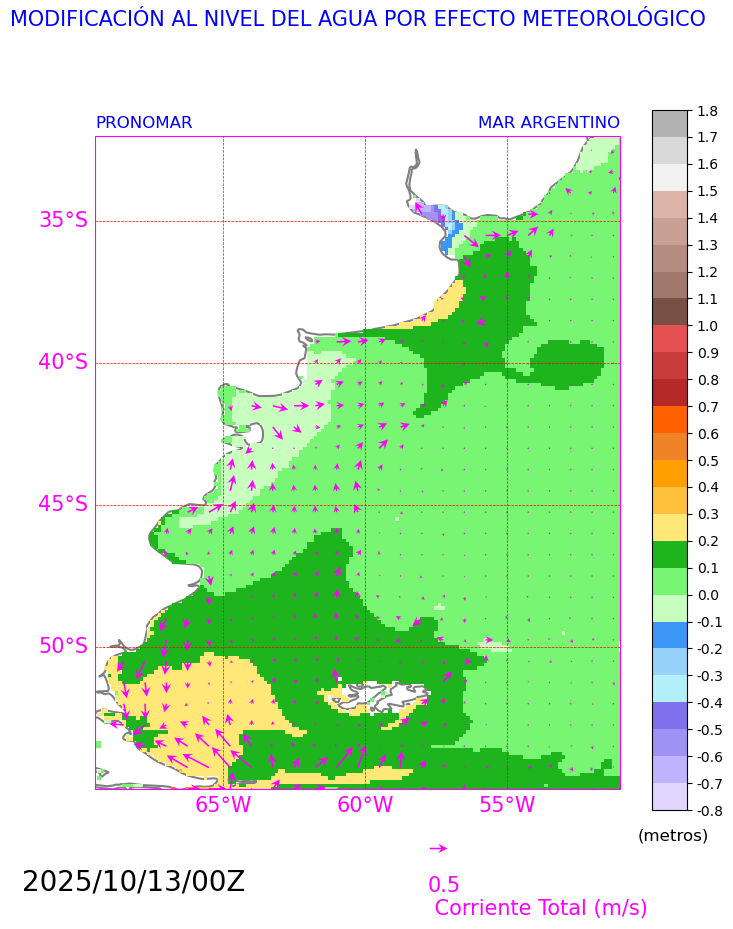 MODIFICACIÓN AL NIVEL DEL AGUA POR EFECTO METEOROLÓGICO
PRONOMAR
MAR ARGENTINO
35°S
40°S
45°S
50°S
65°W
60°W
55°W
1.8
1.7
1.6
1.5
1.4
1.3
1.2
1.1
1.0
0.9
0.8
0.7
0.6
0.5
0.4
0.3
0.2
0.1
0.0
-0.1
-0.2
-0.3
-0.4
-0.5
-0.6
-0.7
-0.8
(metros)
0.5
Corriente Total (m/s)
2025/10/13/00Z